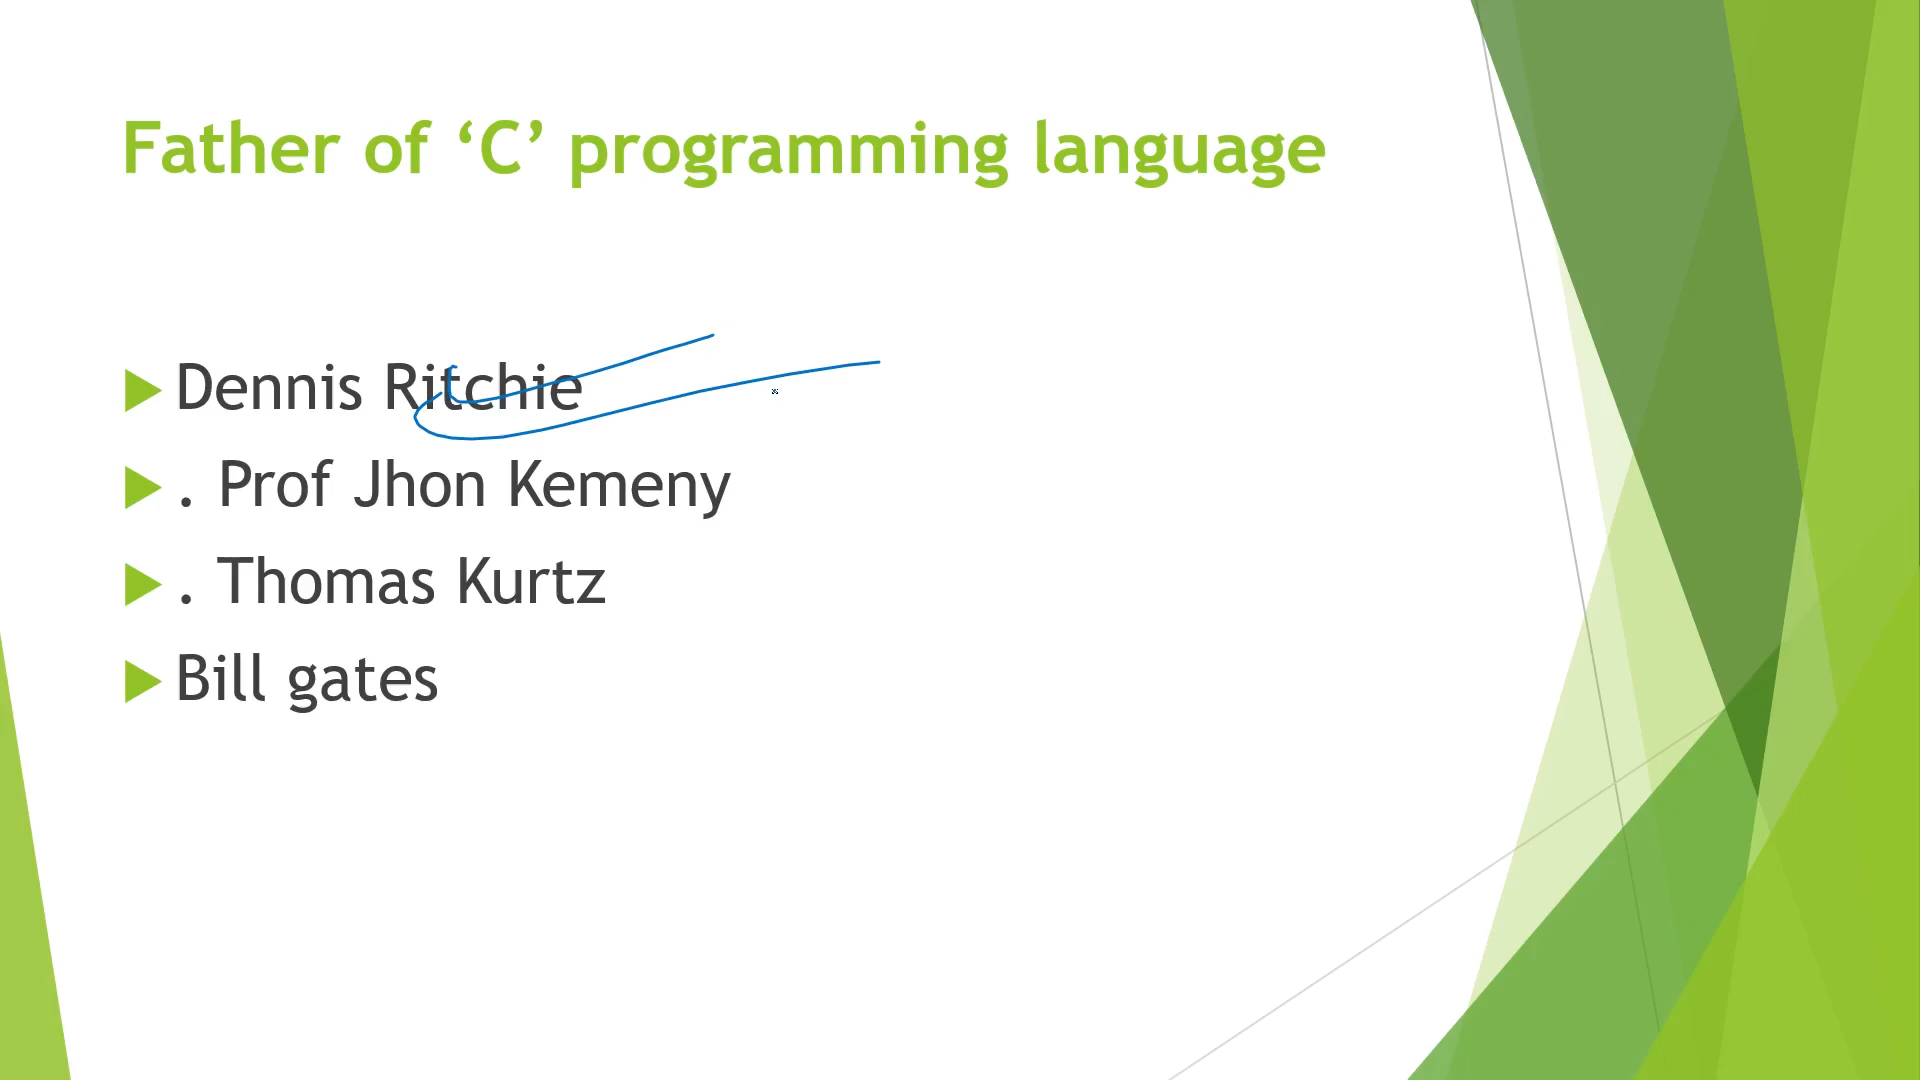 Father of ‘C’ programming language
Dennis Ritchie
. Prof Jhon Kemeny
. Thomas Kurtz
Bill gates